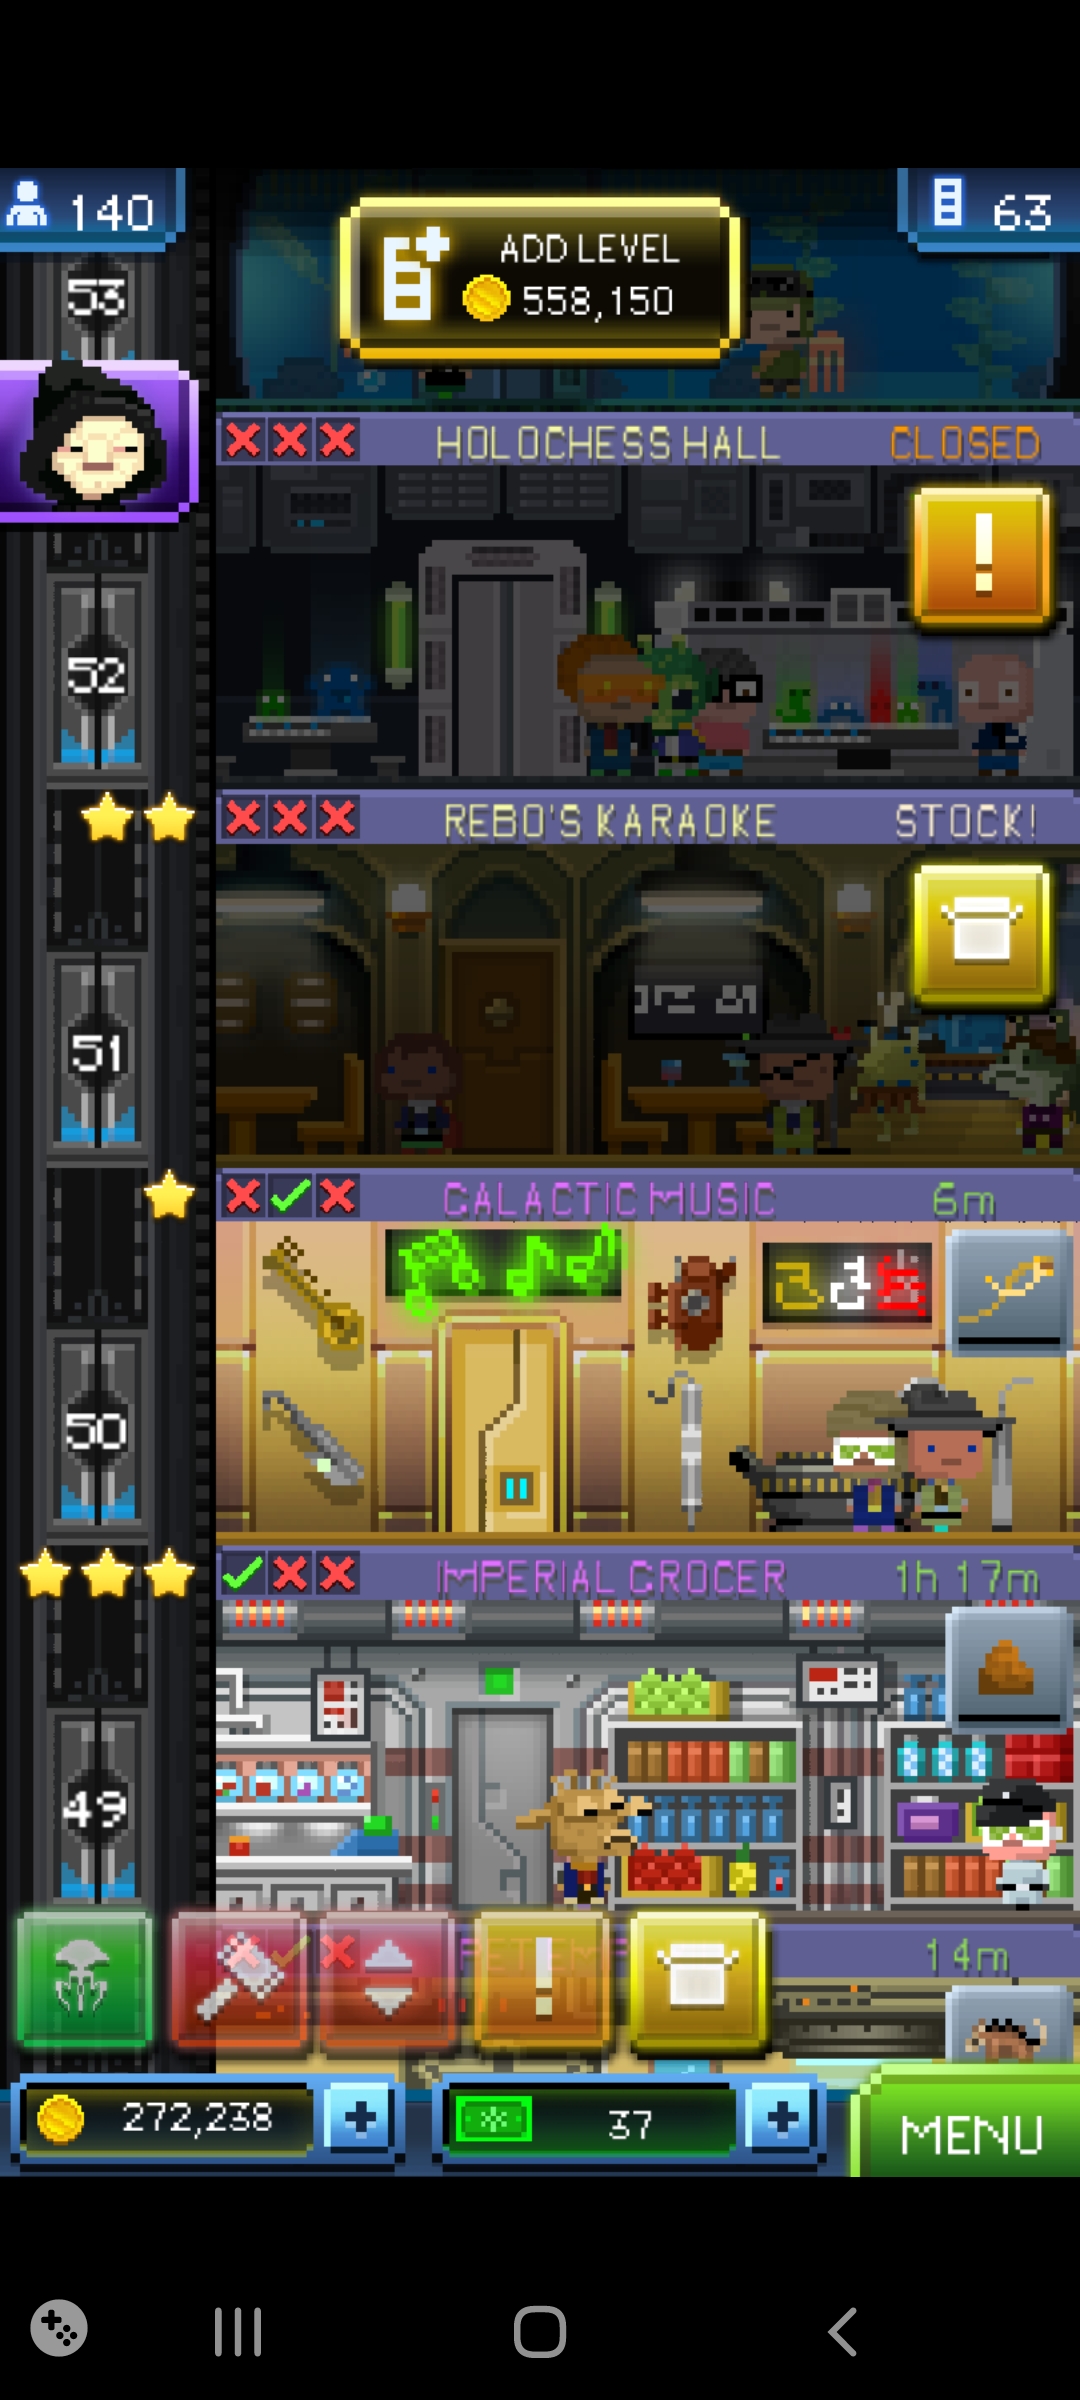 140
63
ADD LEVEL
558,150
53
HOLOCHESS HALL
CLOSED
!
52
REBO'S KARAOKE
STOCK!
51
GALACTIC MUSIC
6m
50
IMPERIAL GROCER
1h 17m
49
!
14m
272,238
+
37
+
MENU